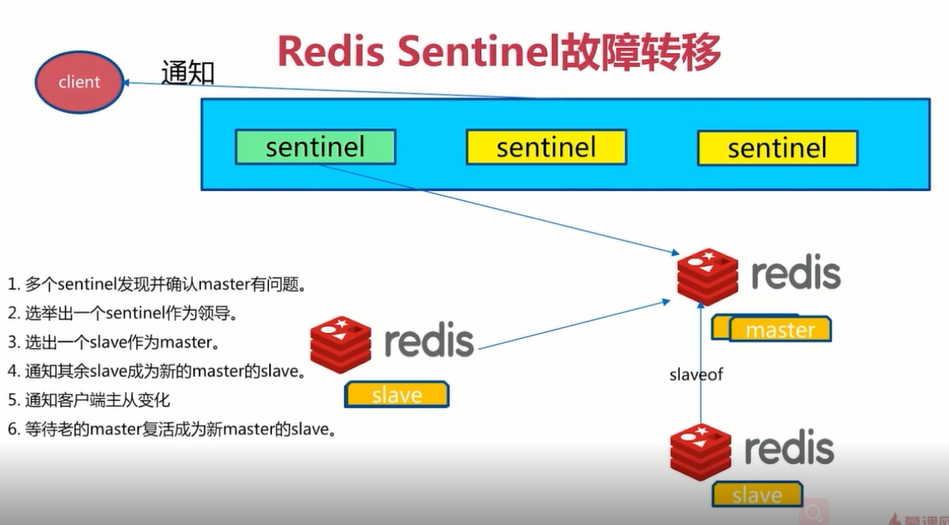 Redis Sentinel故障转移
client
通知
sentinel
sentinel
sentinel
redis
master
1. 多个sentinel发现并确认master有问题。
2. 选举出一个sentinel作为领导。
3. 选出一个slave作为master。
4. 通知其余slave成为新的master的slave。
5. 通知客户端主从变化
6. 等待老的master复活成为新master的slave。
redis
slave
slaveof
redis
slave